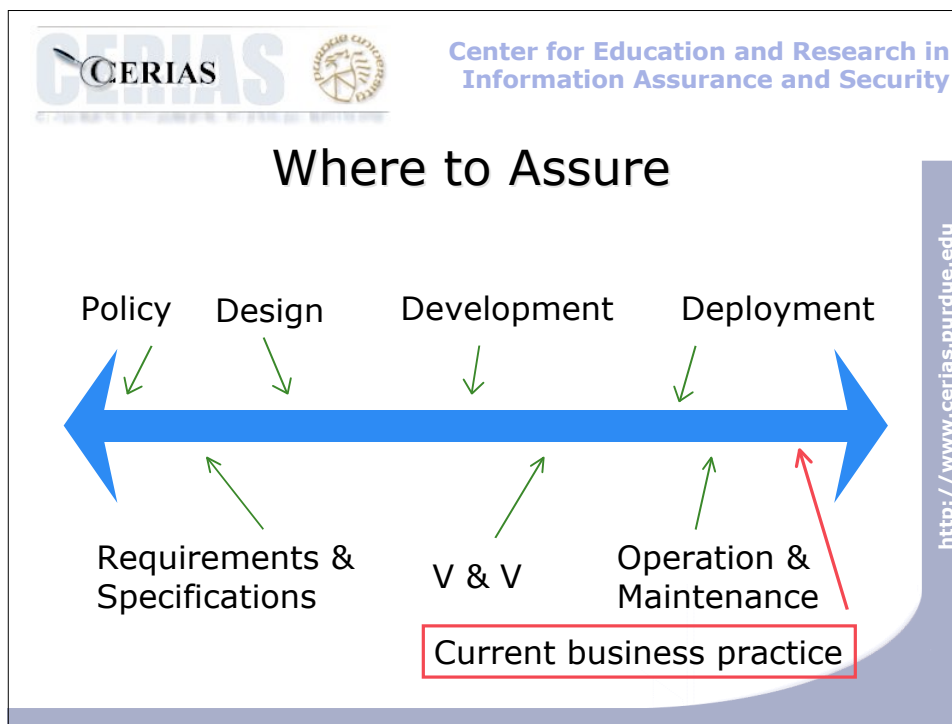 CERIAS
Center for Education and Research in
Information Assurance and Security
Where to Assure
Policy
Design
Development
Deployment
Requirements &
Specifications
V & V
Operation &
Maintenance
Current business practice
http://www.cerias.purdue.edu